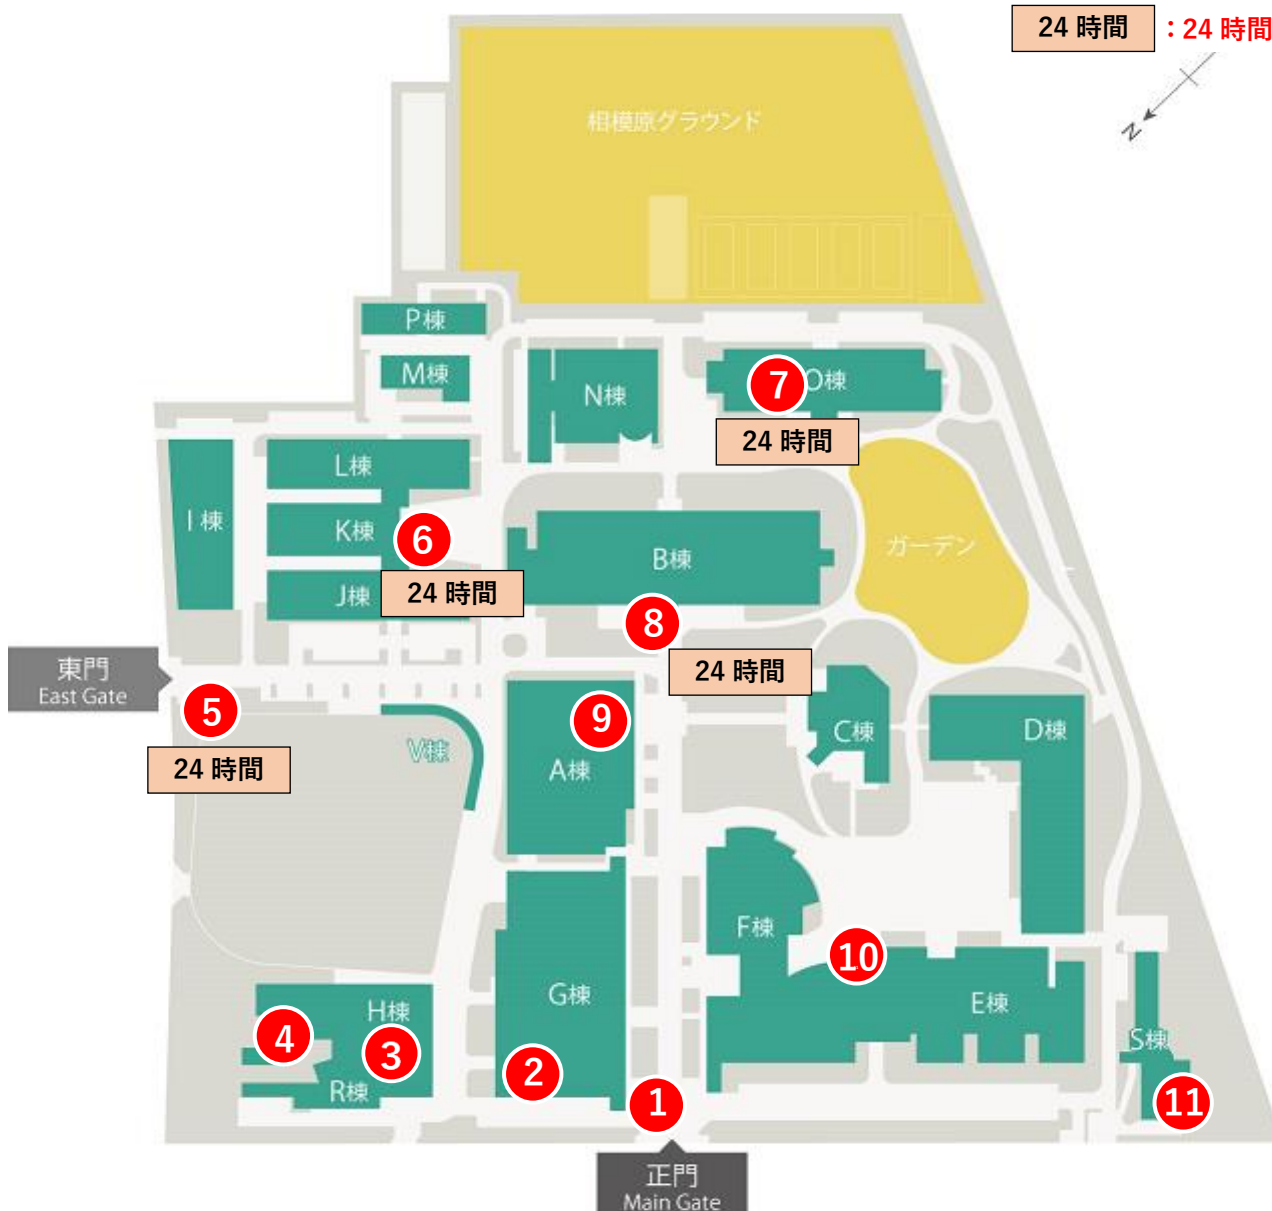 24 時間 ：24 時間
N
相模原グラウンド
P棟
M棟
N棟
7
O棟
24 時間
L棟
I棟
K棟
6
B棟
ガーデン
J棟
24 時間
8
東門
East Gate
24 時間
5
9
C棟
D棟
V棟
24 時間
A棟
F棟
10
G棟
E棟
H棟
4
3
S棟
2
R棟
1
11
正門
Main Gate